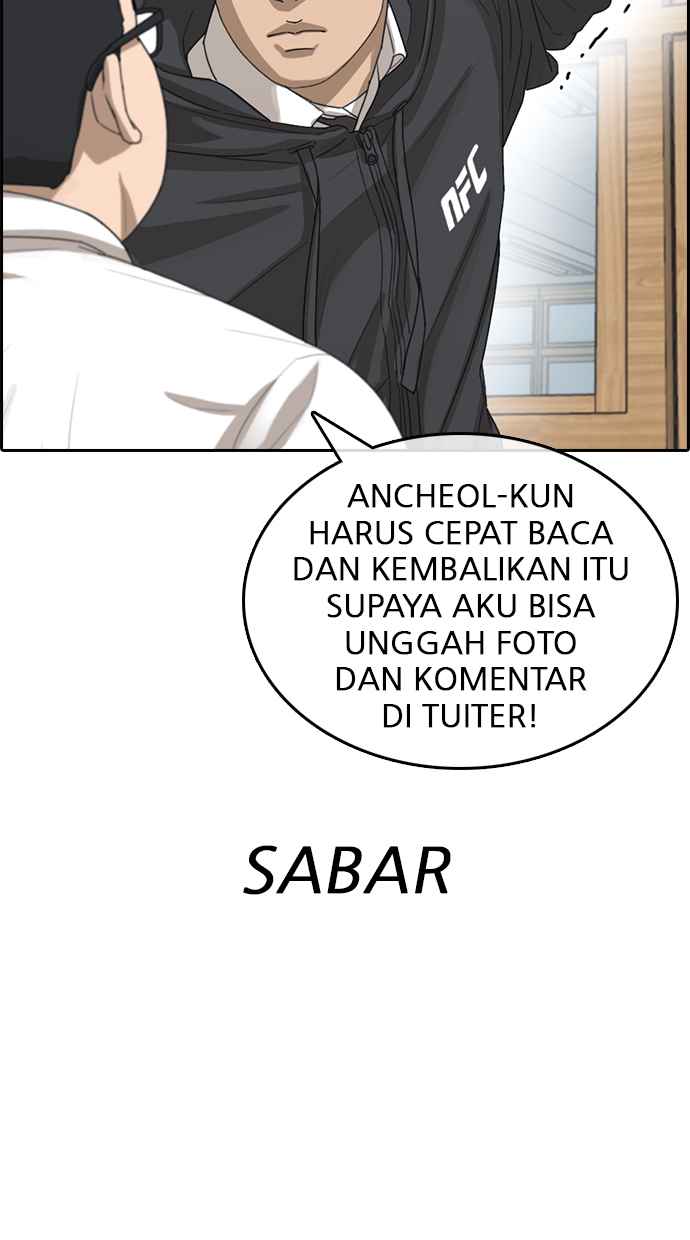 NFC
ANCHEOL-KUN
HARUS CEPAT BACA
DAN KEMBALIKAN ITU
SUPAYA AKU BISA
UNGGAH FOTO
DAN KOMENTAR
DI TUITER!
SABAR